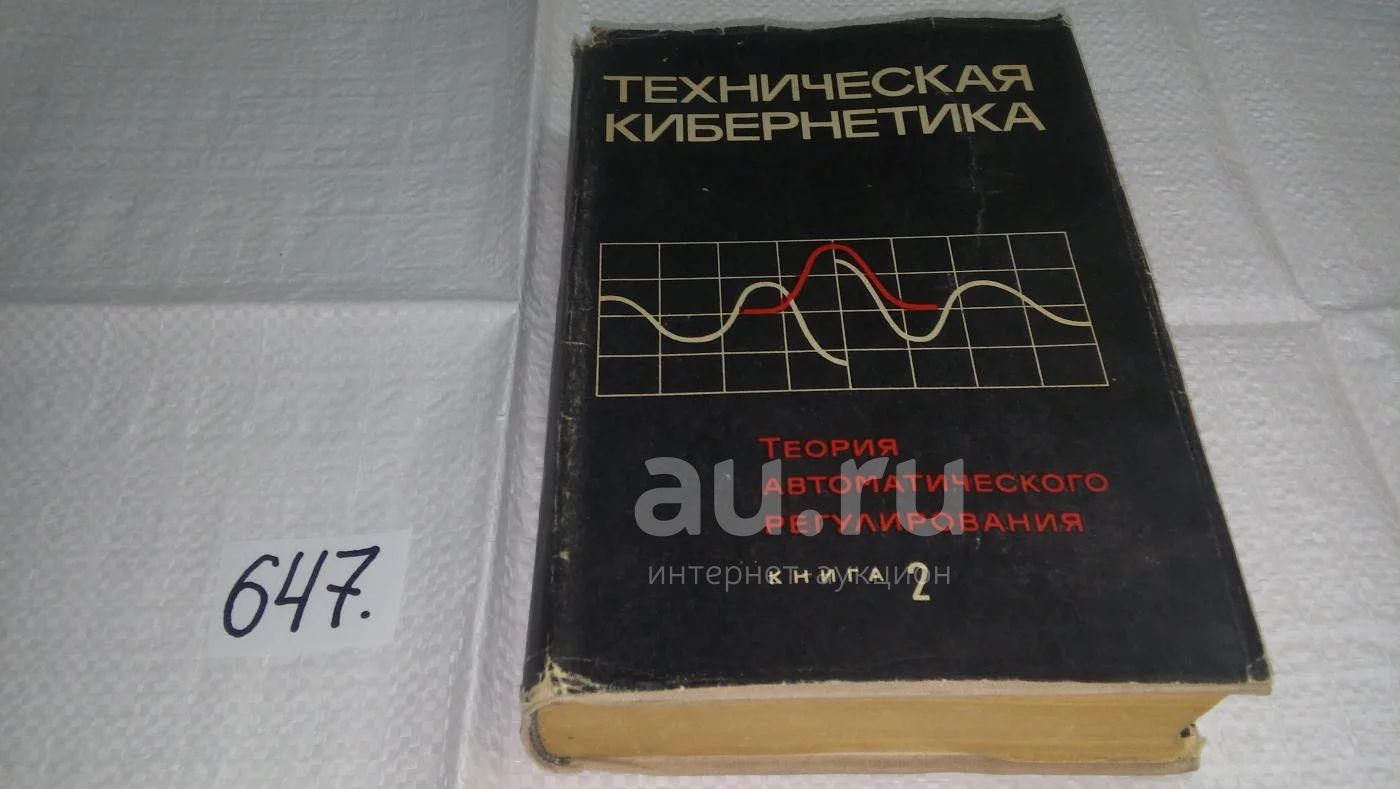 ТЕХНИЧЕСКАЯ
КИБЕРНЕТИКА
ТЕОРИЯ
АВТОМАТИЧЕСКОГО
РЕГУЛИРОВАНИЯ
КНИГА 2
au.ru
интернет-аукцион
647.